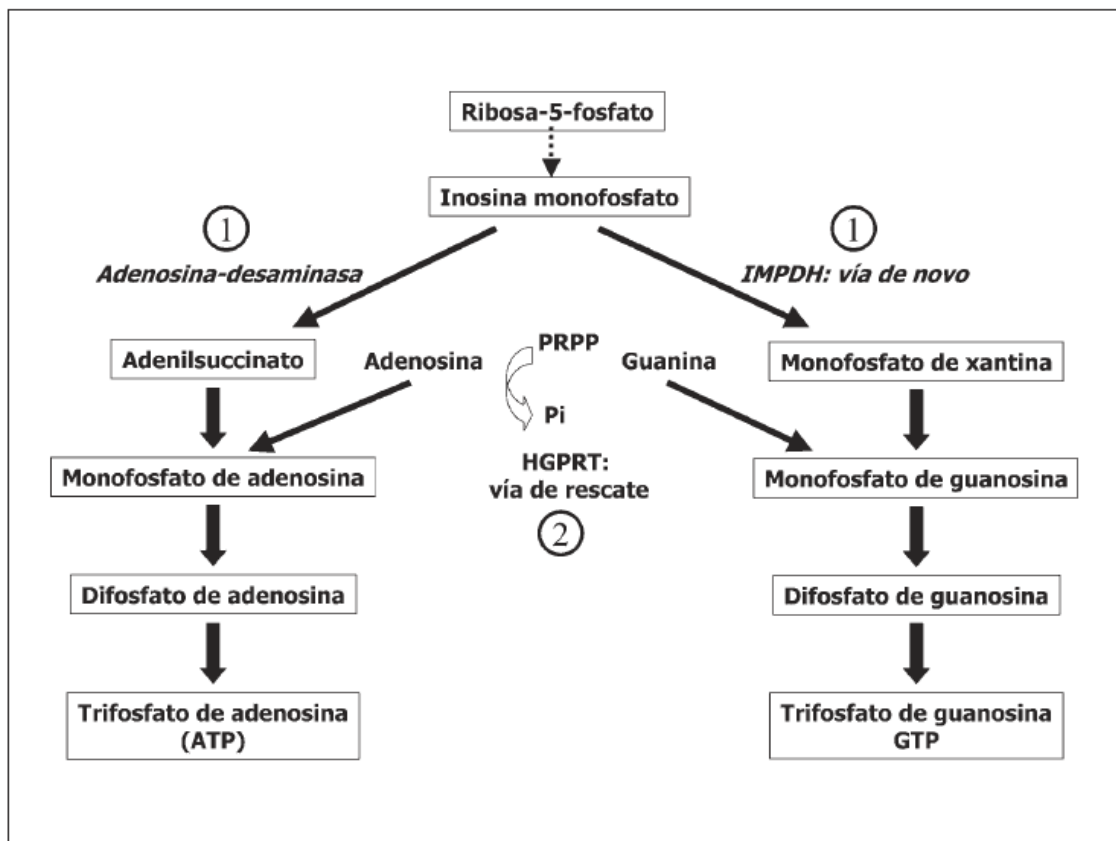 Ribosa-5-fosfato
Inosina monofosfato
1
Adenosina-desaminasa
1
IMPDH: vía de novo
Adenilsuccinato
Adenosina
PRPP
Guanina
Monofosfato de xantina
Pi
Monofosfato de adenosina
HGPRT:
vía de rescate
2
Monofosfato de guanosina
Difosfato de adenosina
Difosfato de guanosina
Trifosfato de adenosina
(ATP)
Trifosfato de guanosina
GTP